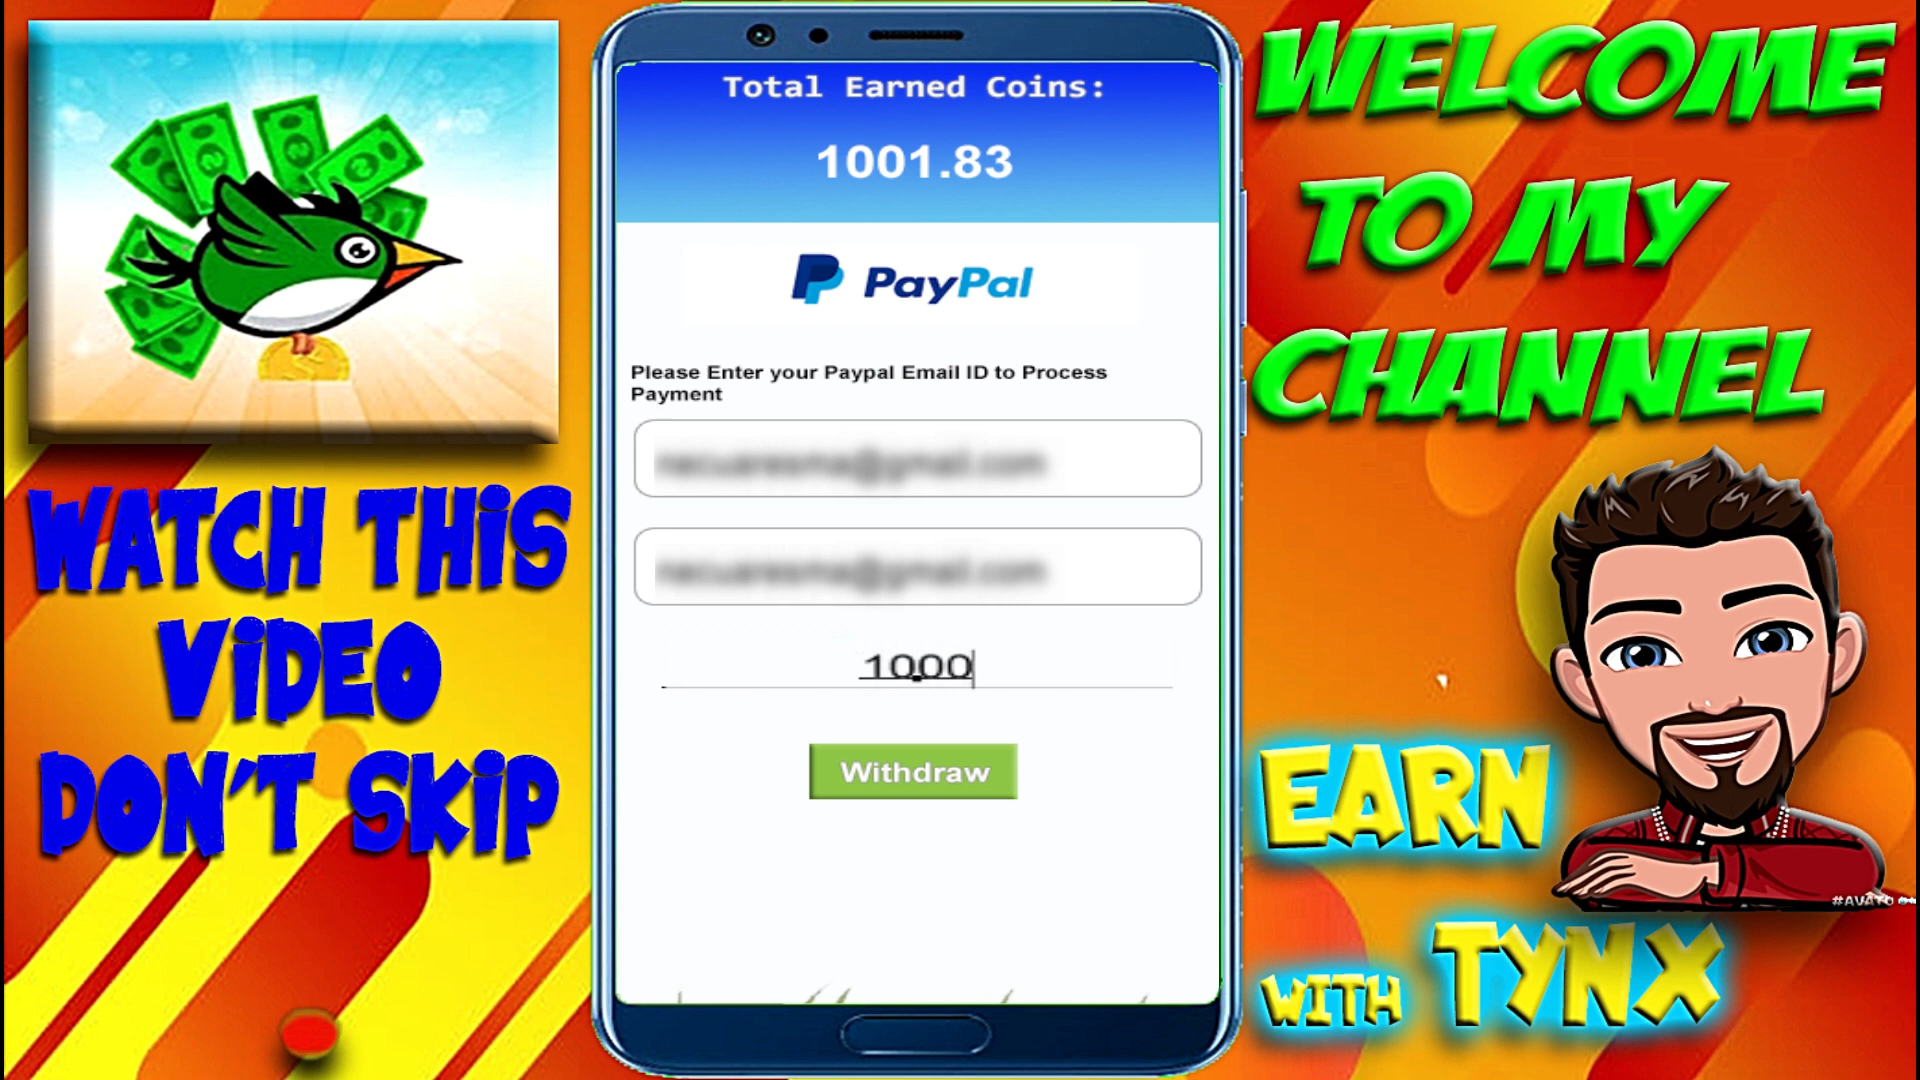 WATCH THiS
ViDEO
DON'T SKiP
Total Earned Coins:
1001.83
PayPal
Please Enter your Paypal Email ID to Process
Payment
1000
Withdraw
WELCOME
TO MY
CHANNEL
EARN
WITH TYNX